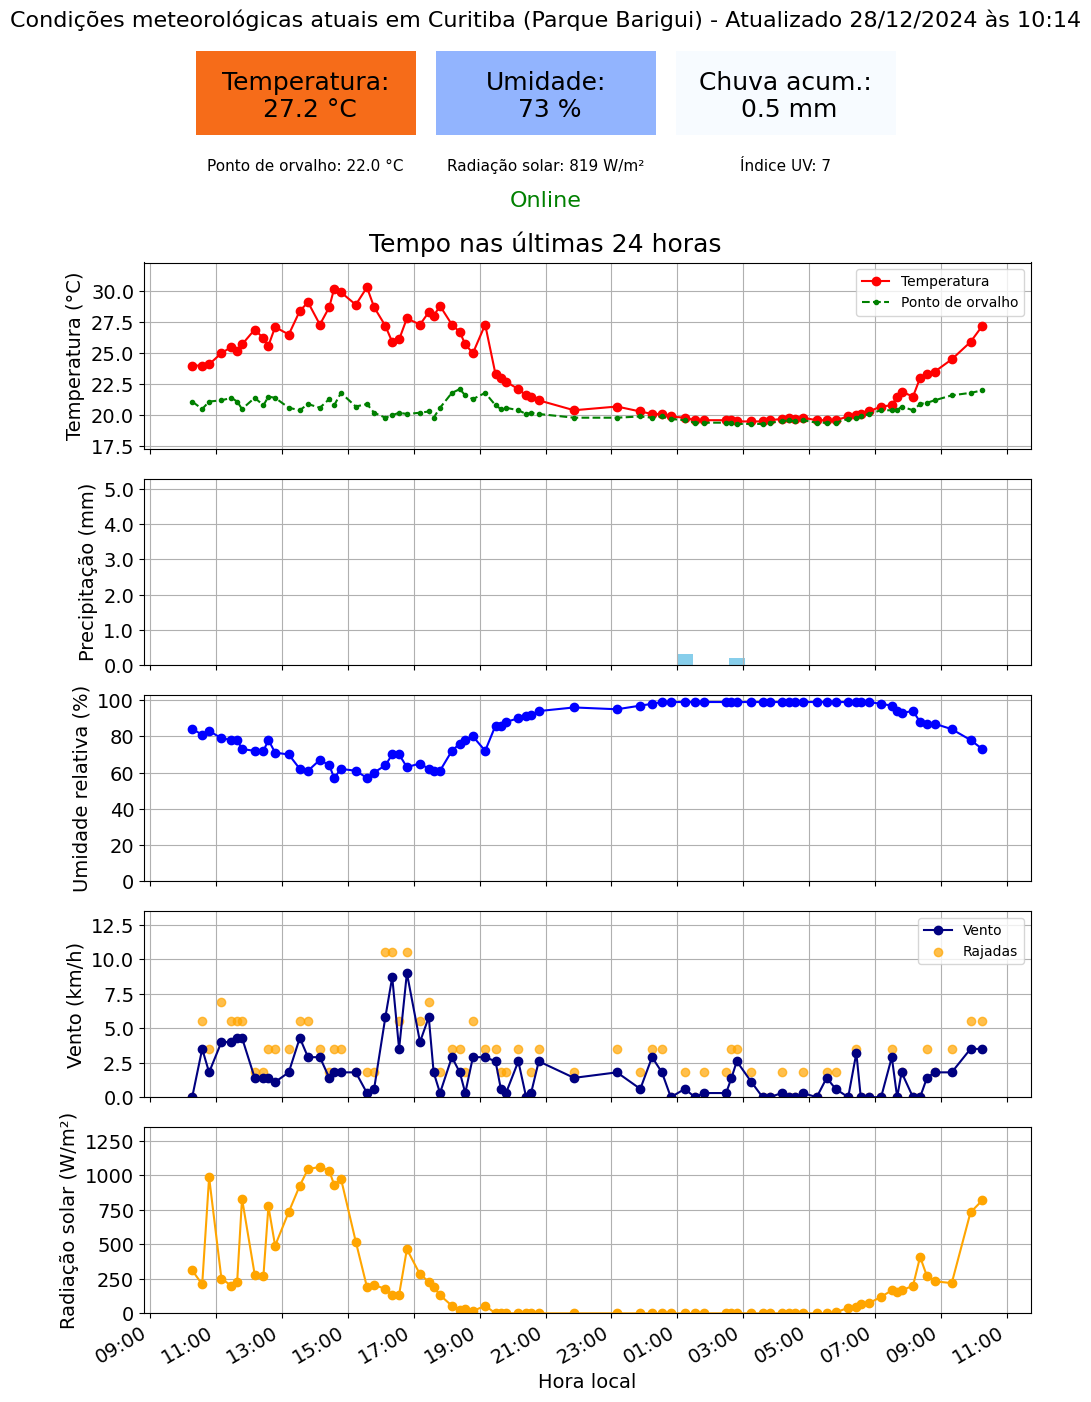 Condições meteorológicas atuais em Curitiba (Parque Barigui) - Atualizado 28/12/2024 às 10:14
Temperatura:
27.2 °C
Umidade:
73 %
Chuva acum.:
0.5 mm
Ponto de orvalho: 22.0 °C
Radiação solar: 819 W/m²
Índice UV: 7
Online
Tempo nas últimas 24 horas
Temperatura (°C)
30.0
27.5
25.0
22.5
20.0
17.5
Temperatura
Ponto de orvalho
Precipitação (mm)
5.0
4.0
3.0
2.0
1.0
0.0
Umidade relativa (%)
100
80
60
40
20
0
Vento (km/h)
12.5
10.0
7.5
5.0
2.5
0.0
Vento
Rajadas
Radiação solar (W/m²)
1250
1000
750
500
250
0
09:00
11:00
13:00
15:00
17:00
19:00
21:00
23:00
01:00
03:00
05:00
07:00
09:00
11:00
Hora local